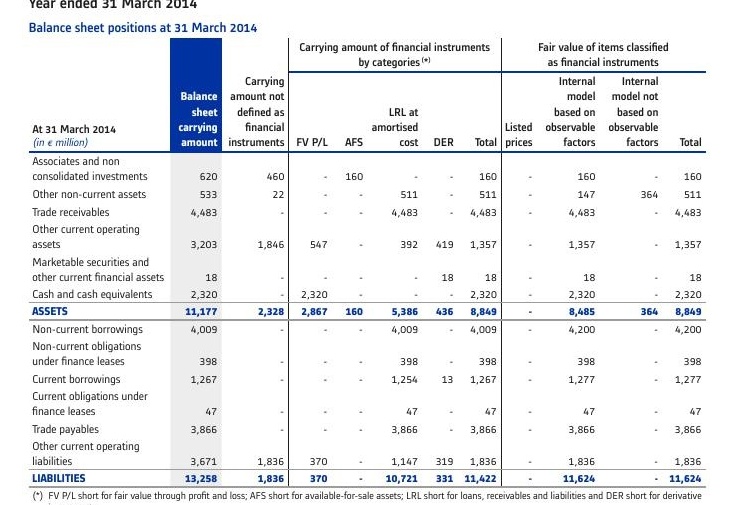 Year ended 31 March 2014
Balance sheet positions at 31 March 2014
Carrying amount of financial instruments by categories (*)
Fair value of items classified as financial instruments
At 31 March 2014 (in € million) Balance sheet carrying amount Carrying amount not defined as financial instruments FV P/L AFS LRL at amortised cost DER Total Listed prices Internal model based on observable factors Internal model not based on observable factors Total
Associates and non
consolidated investments 620 460 - 160 - - 160 - 160 - 160
Other non-current assets 533 22 - - 511 - 511 - 147 364 511
Trade receivables 4,483 - - - 4,483 - 4,483 - 4,483 - 4,483
Other current operating
assets 3,203 1,846 547 - 392 419 1,357 - 1,357 - 1,357
Marketable securities and
other current financial assets 18 - - - - 18 18 - 18 - 18
Cash and cash equivalents 2,320 - 2,320 - - - 2,320 - 2,320 - 2,320
ASSETS 11,177 2,328 2,867 160 5,386 436 8,849 - 8,485 364 8,849
Non-current borrowings 4,009 - - - 4,009 - 4,009 - 4,200 - 4,200
Non-current obligations
under finance leases 398 - - - 398 - 398 - 398 - 398
Current borrowings 1,267 - - - 1,254 13 1,267 - 1,277 - 1,277
Current obligations under
finance leases 47 - - - 47 - 47 - 47 - 47
Trade payables 3,866 - - - 3,866 - 3,866 - 3,866 - 3,866
Other current operating
liabilities 3,671 1,836 370 - 1,147 319 1,836 - 1,836 - 1,836
LIABILITIES 13,258 1,836 370 - 10,721 331 11,422 - 11,624 - 11,624
(*) FV P/L short for fair value through profit and loss; AFS short for available-for-sale assets; LRL short for loans, receivables and liabilities and DER short for derivative